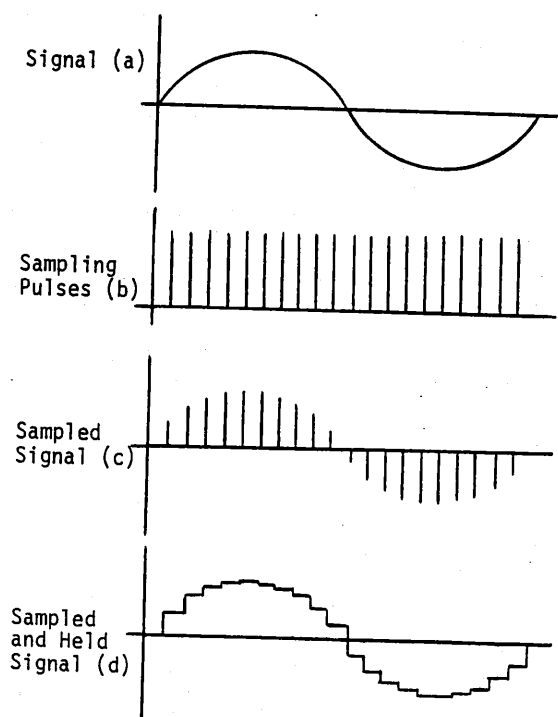 Signal (a)
Sampling
Pulses (b)
Sampled
Signal (c)
Sampled
and Held
Signal (d)